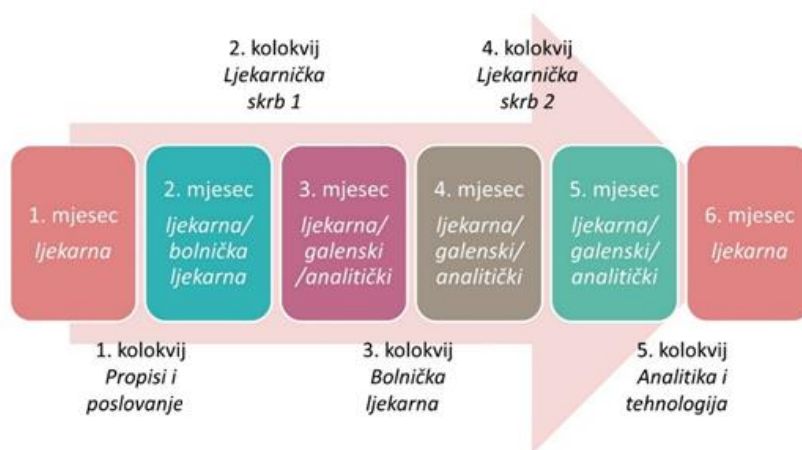 2. kolokvij
Ljekarnička
skrb 1
4. kolokvij
Ljekarnička
skrb 2
1. mjesec
ljekarna
2. mjesec
ljekarna/
bolnička
ljekarna
3. mjesec
ljekarna/
galenski
/analitički
4. mjesec
ljekarna/
galenski/
analitički
5. mjesec
ljekarna/
galenski/
analitički
6. mjesec
ljekarna
1. kolokvij
Propisi i
poslovanje
3. kolokvij
Bolnička
ljekarna
5. kolokvij
Analitika i
tehnologija